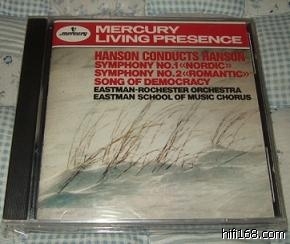 mercury
MERCURY
LIVING PRESENCE
HANSON CONDUCTS HANSON
SYMPHONY NO.1 «NORDIC»
SYMPHONY NO.2 «ROMANTIC»
SONG OF DEMOCRACY
EASTMAN-ROCHESTER ORCHESTRA
EASTMAN SCHOOL OF MUSIC CHORUS
hifi168.com